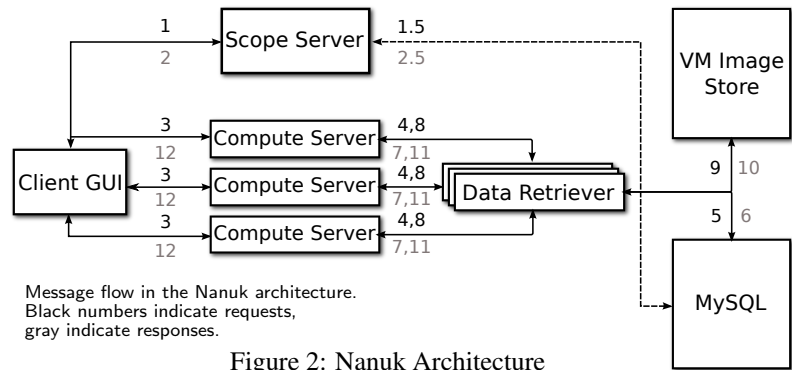 1
Scope Server
1.5
2
2.5
VM Image
Store
3
Compute Server
4,8
12
7,11
Client GUI
3
Compute Server
4,8
12
7,11
Data Retriever
9
10
3
Compute Server
4,8
12
7,11
5
6
MySQL
Message flow in the Nanuk architecture.
Black numbers indicate requests,
gray indicate responses.
Figure 2: Nanuk Architecture